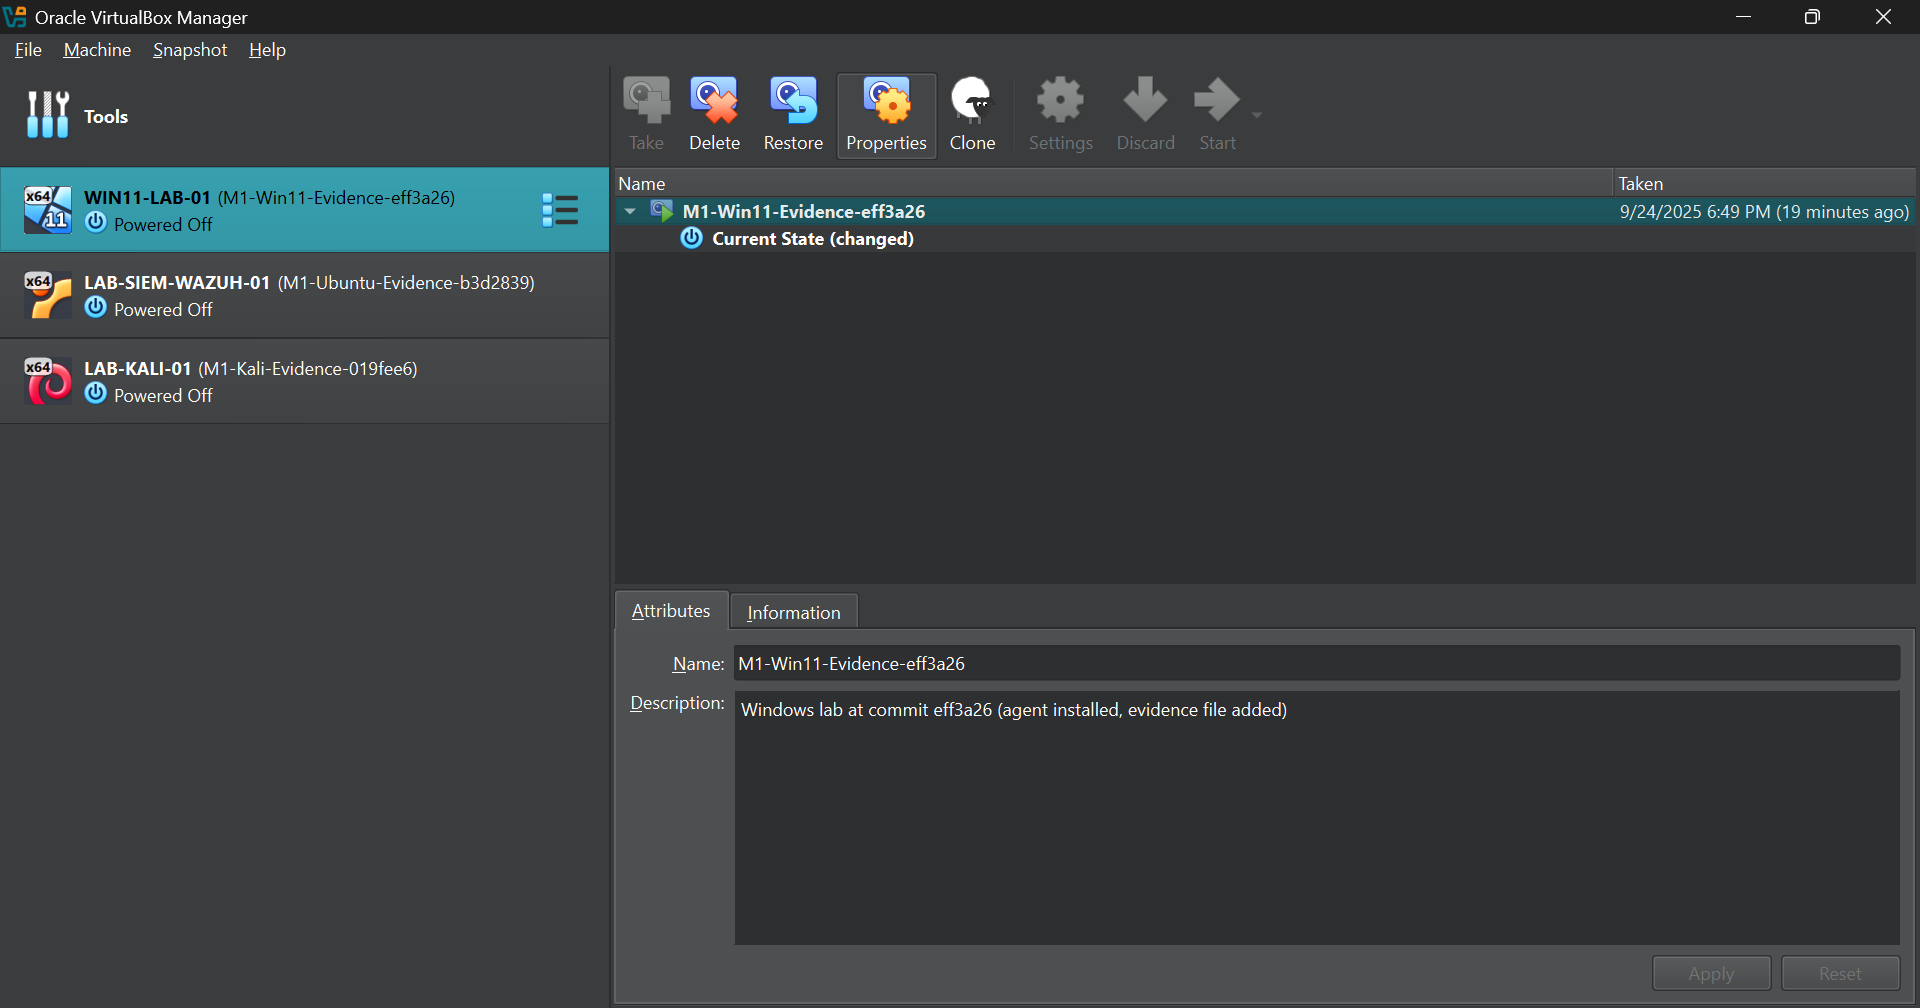 Oracle VirtualBox Manager
File Machine Snapshot Help
Tools
Take Delete Restore Properties Clone Settings Discard Start
x64 11 WIN11-LAB-01 (M1-Win11-Evidence-eff3a26)
Powered Off
x64 LAB-SIEM-WAZUH-01 (M1-Ubuntu-Evidence-b3d2839)
Powered Off
x64 LAB-KALI-01 (M1-Kali-Evidence-019fee6)
Powered Off
Name Taken
M1-Win11-Evidence-eff3a26 9/24/2025 6:49 PM (19 minutes ago)
Current State (changed)
Attributes Information
Name: M1-Win11-Evidence-eff3a26
Description: Windows lab at commit eff3a26 (agent installed, evidence file added)
Apply Reset